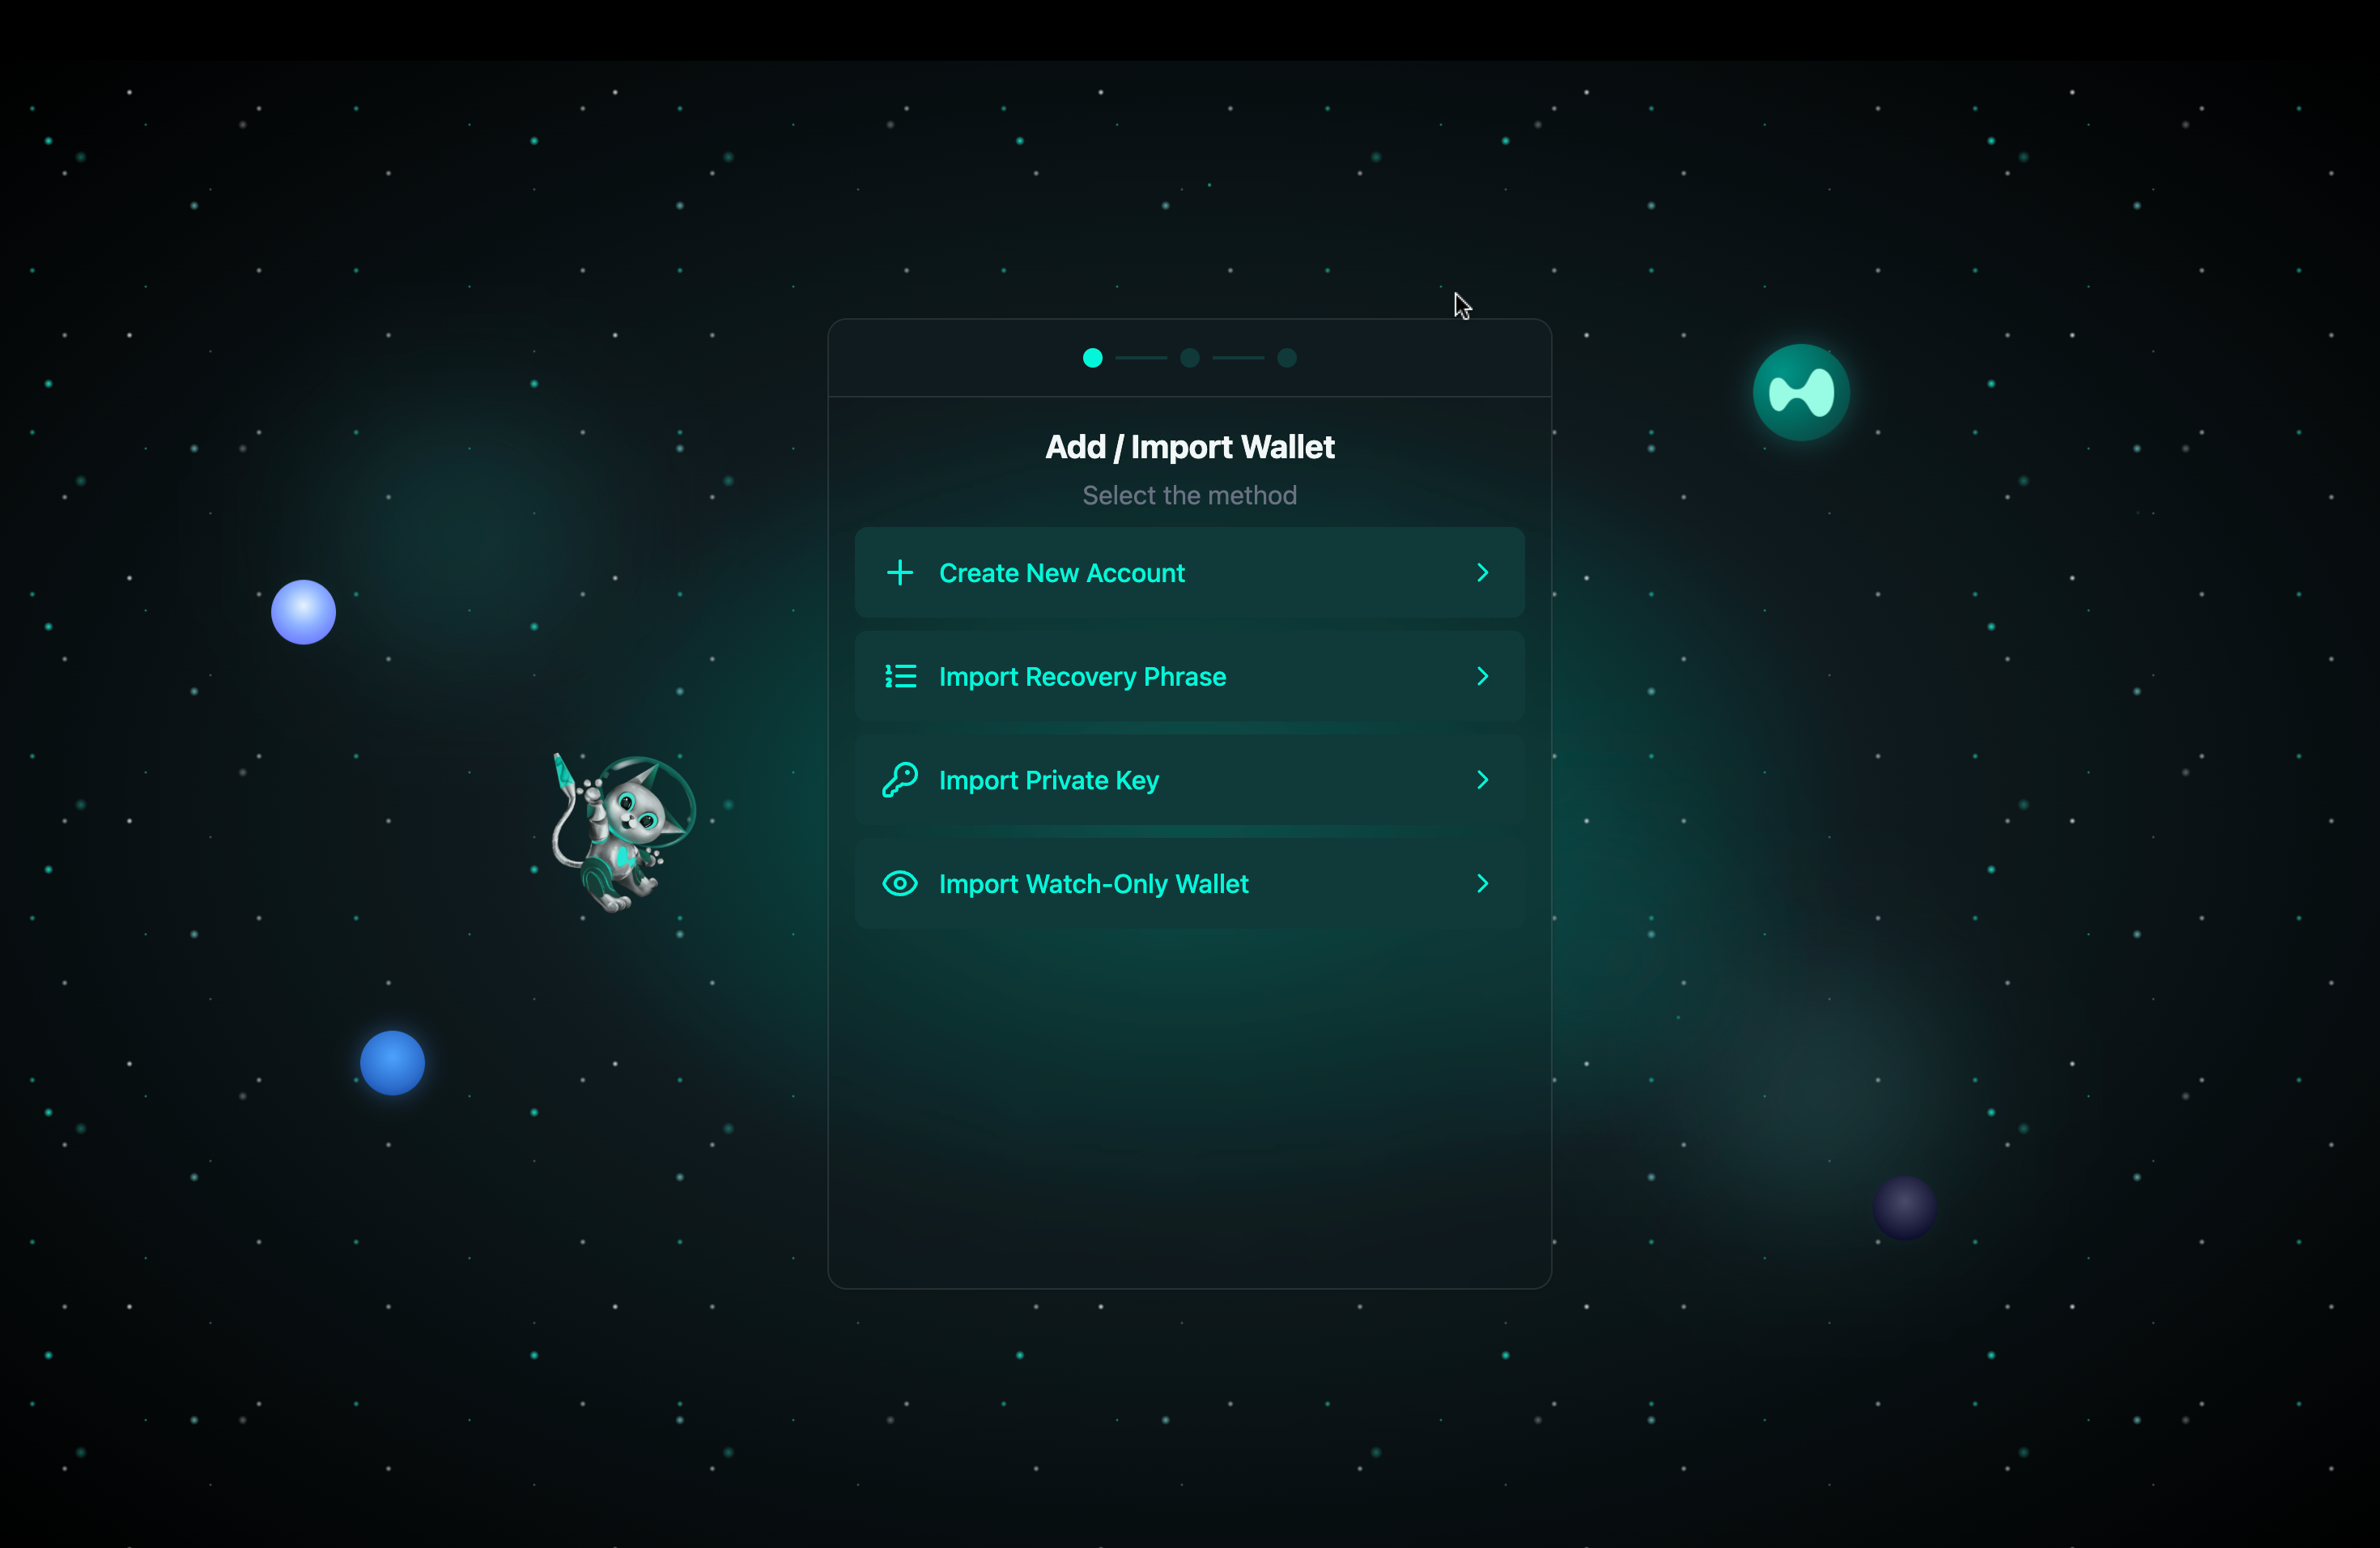 Add / Import Wallet
Select the method
Create New Account
Import Recovery Phrase
Import Private Key
Import Watch-Only Wallet